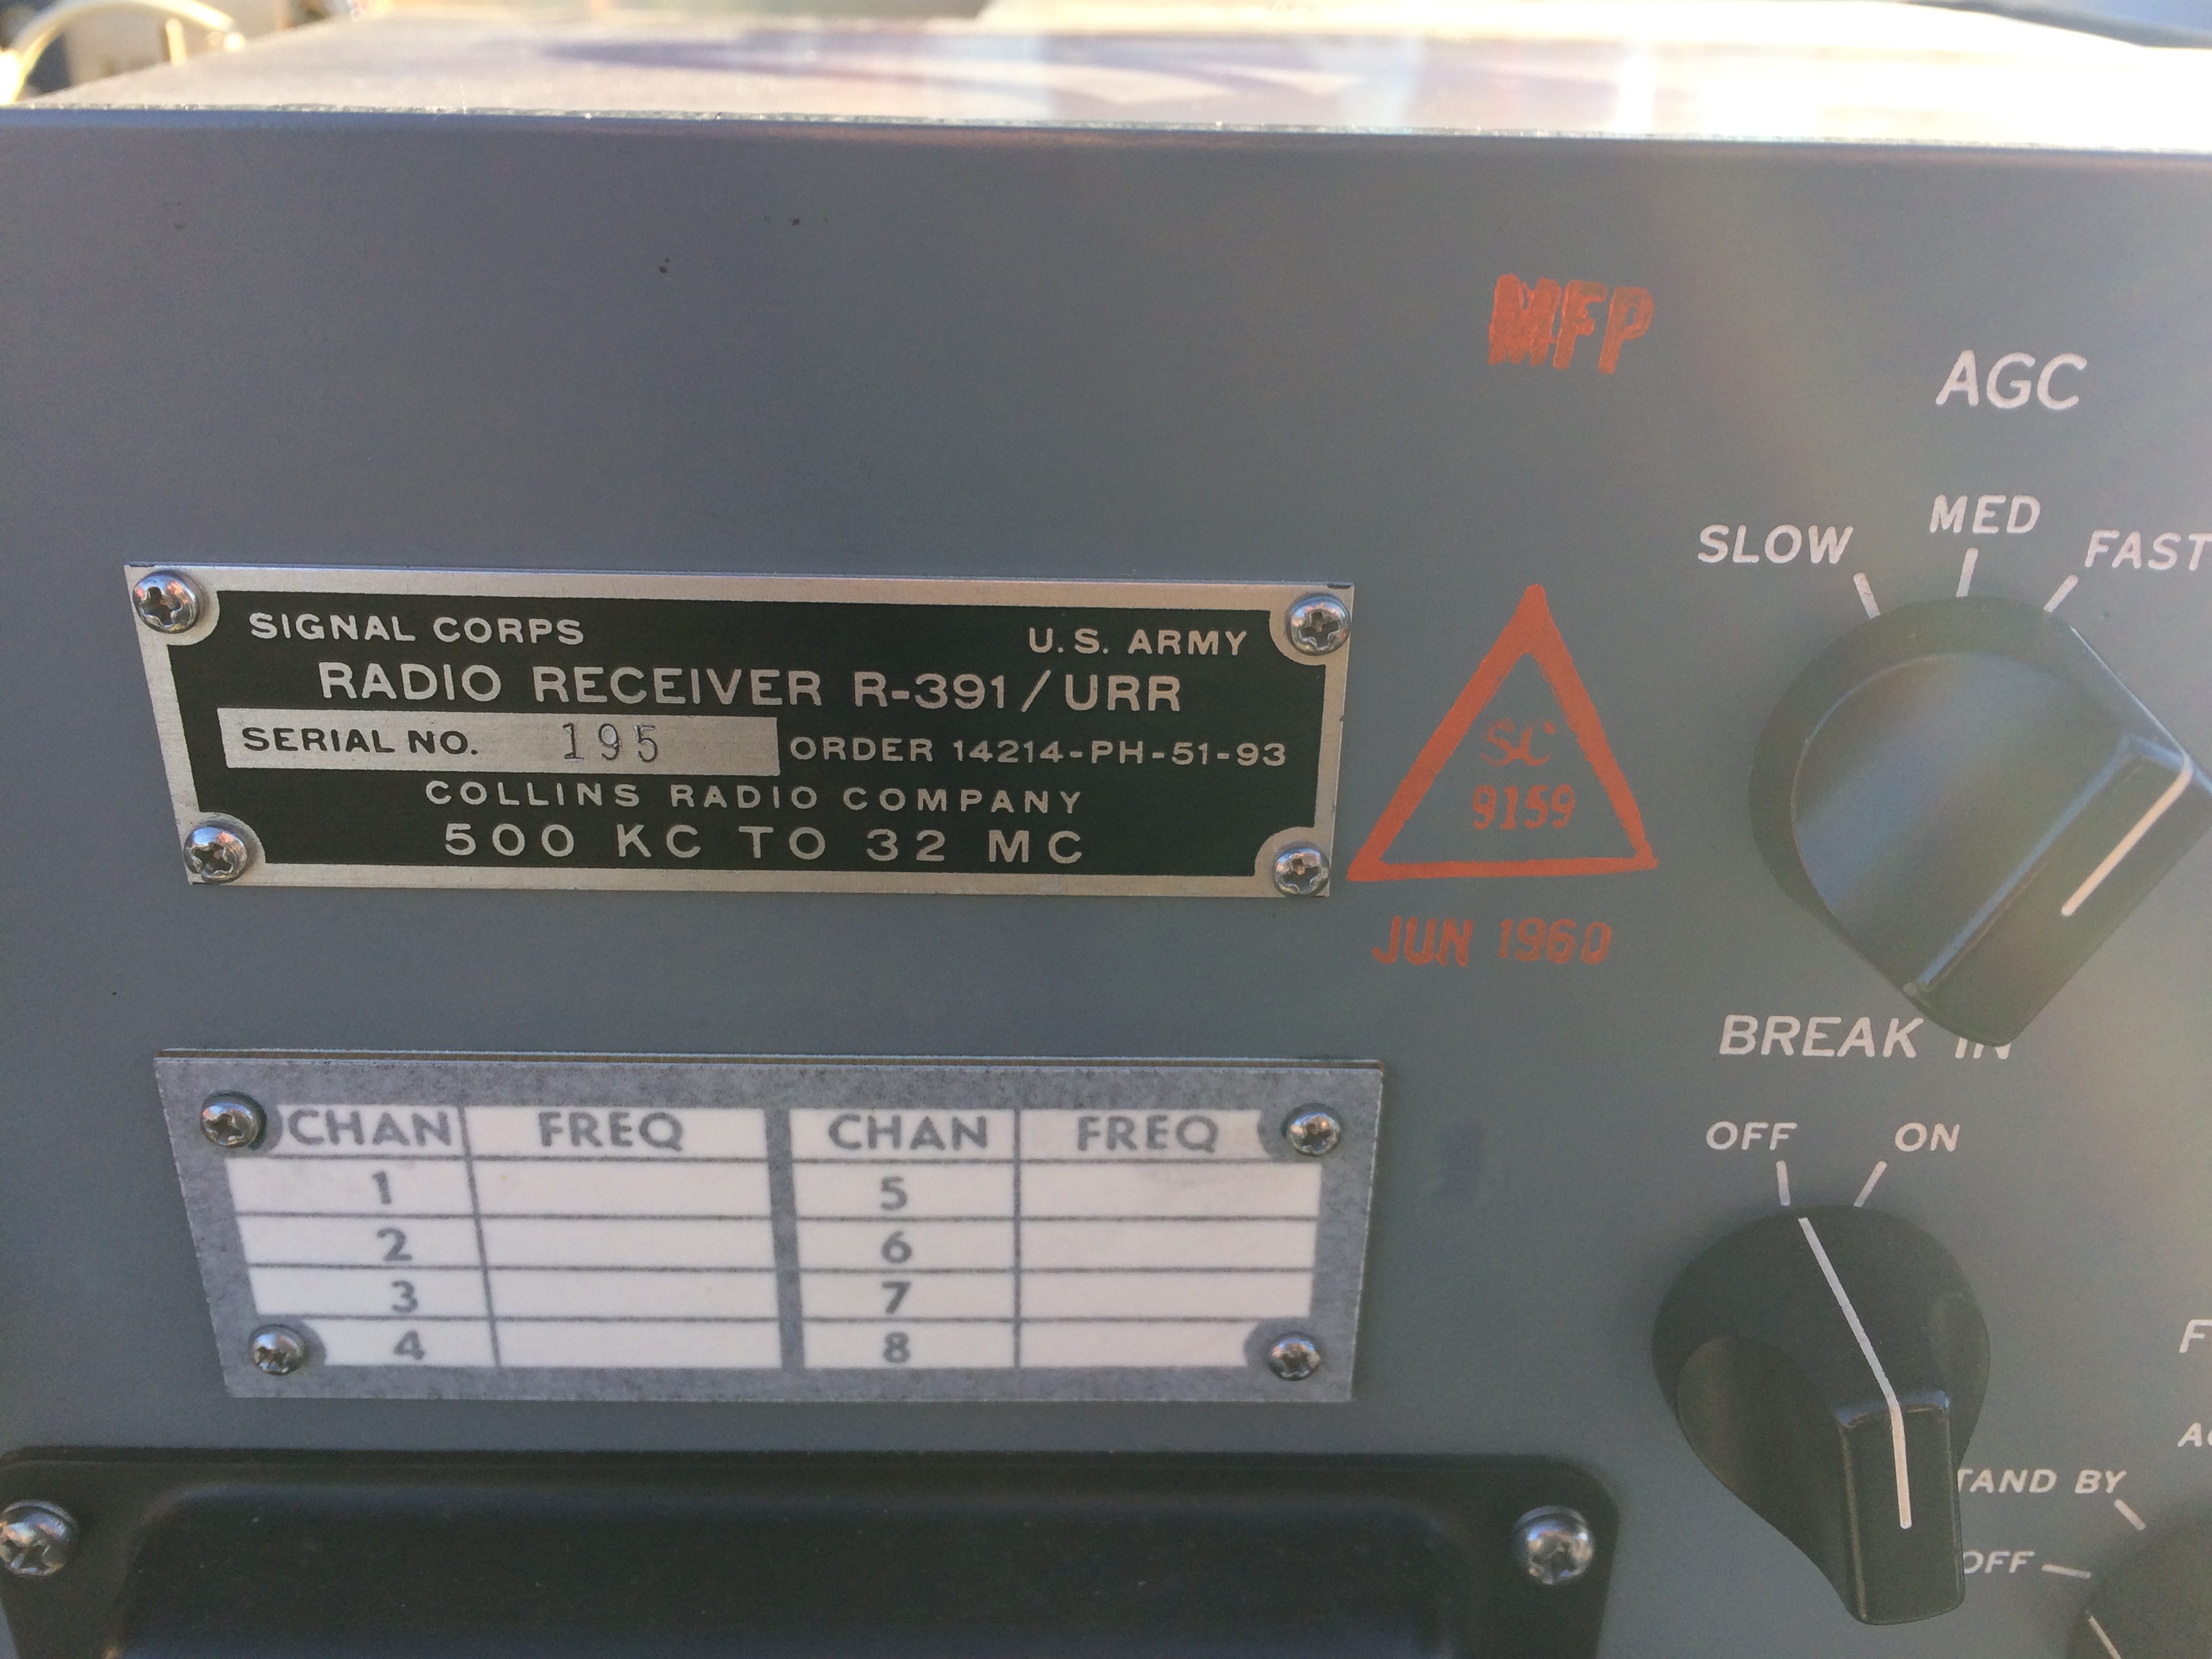 MFP
AGC
SLOW MED FAST
SIGNAL CORPS U.S. ARMY
RADIO RECEIVER R-391/URR
SERIAL NO. 195 ORDER 14214-PH-51-93
COLLINS RADIO COMPANY
500 KC TO 32 MC
SC
9159
JUN 1960
BREAK IN
OFF ON
CHAN FREQ CHAN FREQ
1 5
2 6
3 7
4 8
TAND BY
OFF